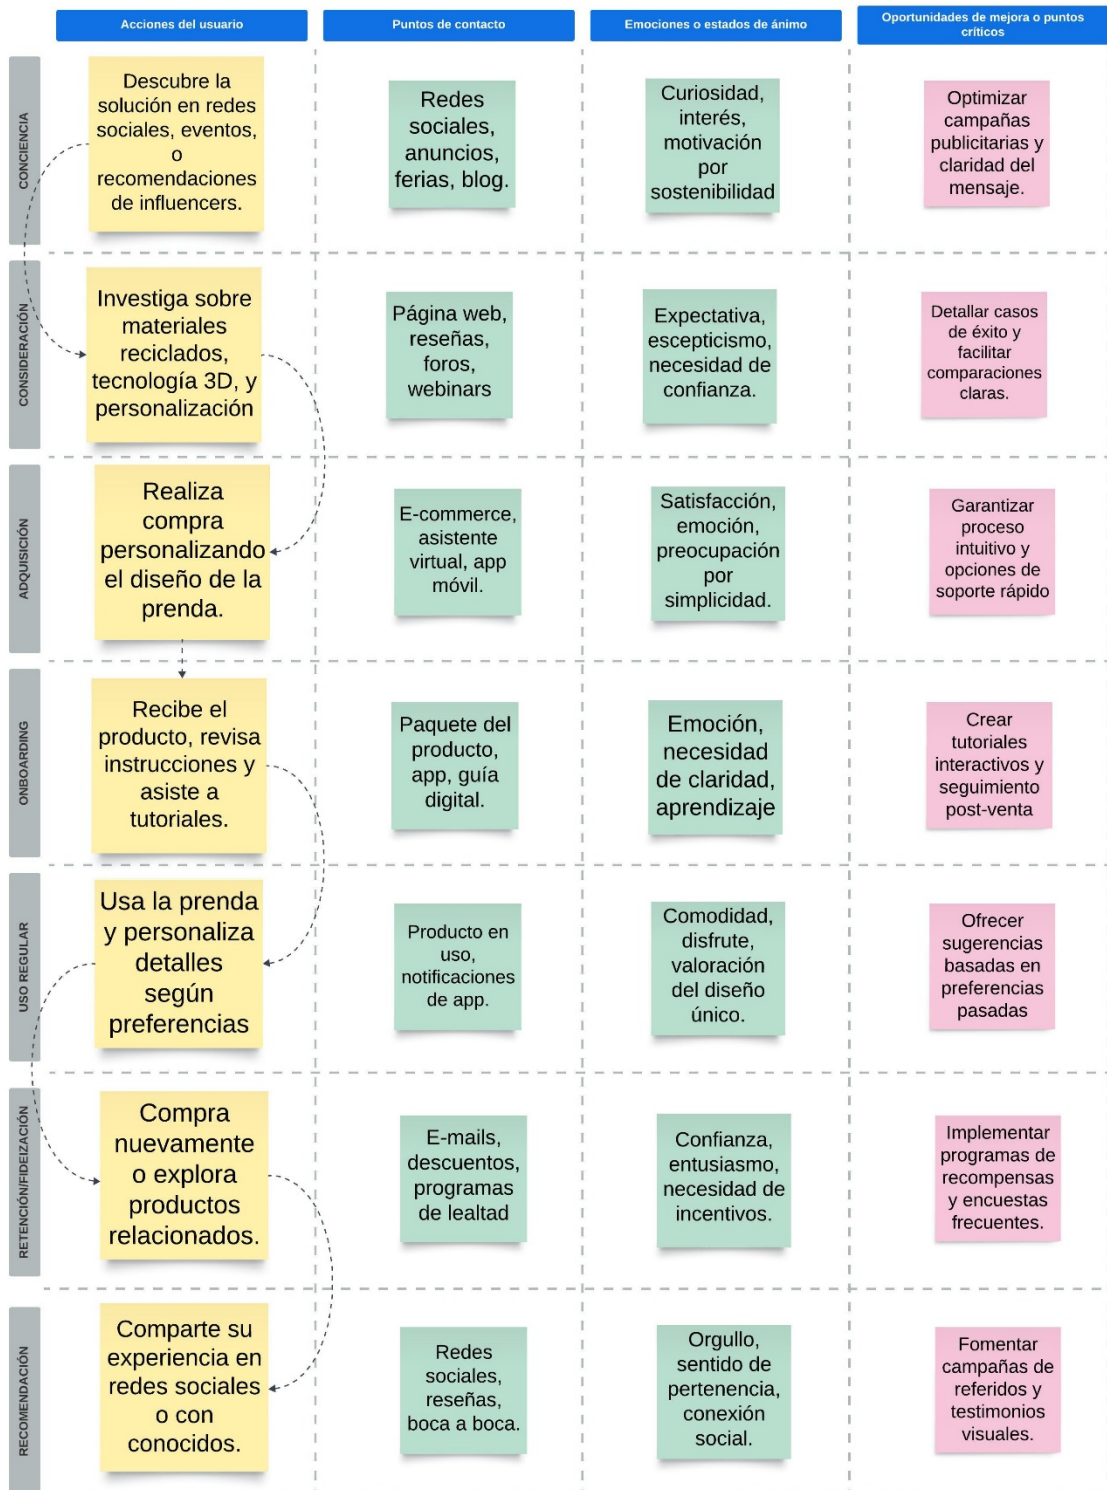 Acciones del usuario
Puntos de contacto
Emociones o estados de ánimo
Oportunidades de mejora o puntos
críticos
CONCIENCIA
Descubre la
solución en redes
sociales, eventos,
o
recomendaciones
de influencers.
Redes
sociales,
anuncios,
ferias, blog.
Curiosidad,
interés,
motivación
por
sostenibilidad
Optimizar
campañas
publicitarias y
claridad del
mensaje.
CONSIDERACIÓN
Investiga sobre
materiales
reciclados,
tecnología 3D, y
personalización
Página web,
reseñas,
foros,
webinars
Expectativa,
escepticismo,
necesidad de
confianza.
Detallar casos
de éxito y
facilitar
comparaciones
claras.
ADQUISICIÓN
Realiza
compra
personalizando
el diseño de la
prenda.
E-commerce,
asistente
virtual, app
móvil.
Satisfacción,
emoción,
preocupación
por
simplicidad.
Garantizar
proceso
intuitivo y
opciones de
soporte rápido
ONBOARDING
Recibe el
producto, revisa
instrucciones y
asiste a
tutoriales.
Paquete del
producto,
app, guía
digital.
Emoción,
necesidad
de claridad,
aprendizaje
Crear
tutoriales
interactivos y
seguimiento
post-venta
USO REGULAR
Usa la prenda
y personaliza
detalles
según
preferencias
Producto en
uso,
notificaciones
de app.
Comodidad,
disfrute,
valoración
del diseño
único.
Ofrecer
sugerencias
basadas en
preferencias
pasadas
RETENCIÓN/FIDEIZACIÓN
Compra
nuevamente
o explora
productos
relacionados.
E-mails,
descuentos,
programas
de lealtad
Confianza,
entusiasmo,
necesidad de
incentivos.
Implementar
programas de
recompensas
y encuestas
frecuentes.
RECOMENDACIÓN
Comparte su
experiencia en
redes sociales
o con
conocidos.
Redes
sociales,
reseñas,
boca a boca.
Orgullo,
sentido de
pertenencia,
conexión
social.
Fomentar
campañas de
referidos y
testimonios
visuales.